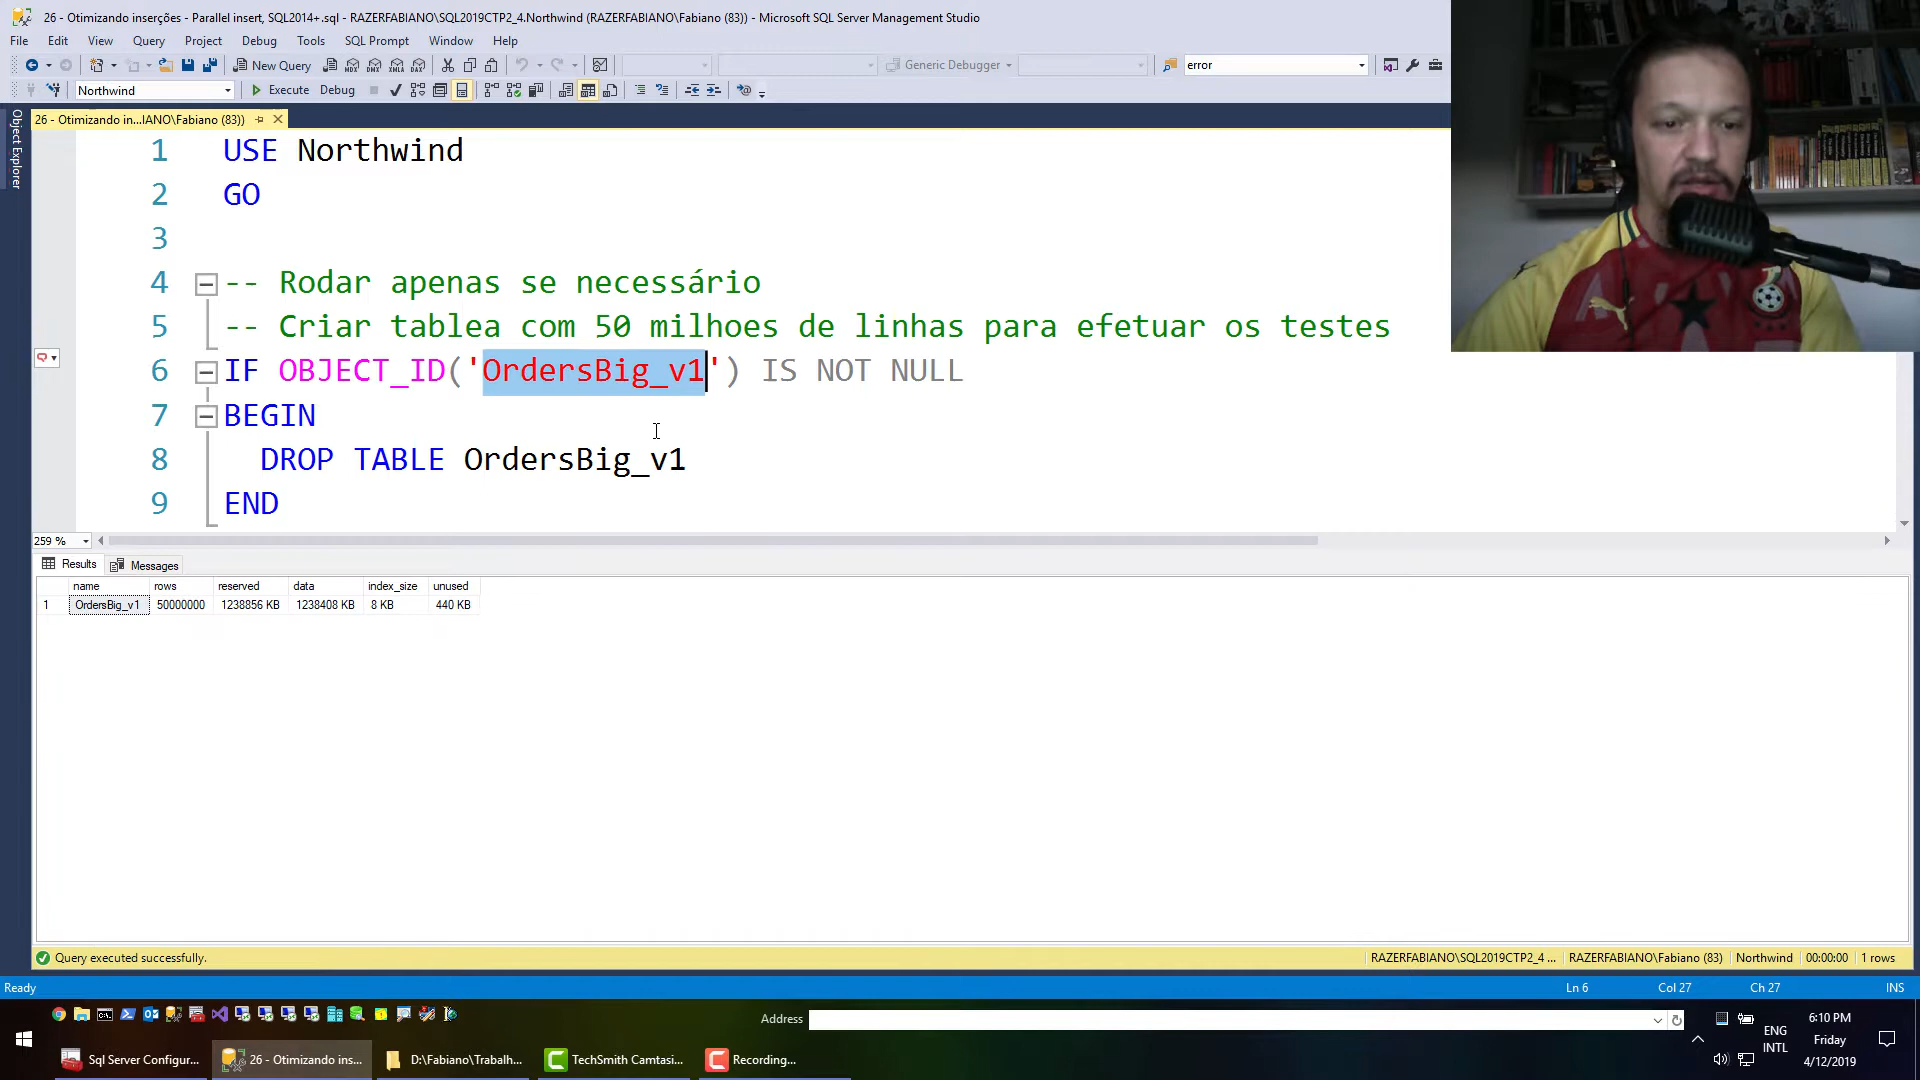 26 - Otimizando inserções - Parallel insert, SQL2014+.sql - RAZERFABIANO\SQL2019CTP2_4.Northwind (RAZERFABIANO\Fabiano (83)) - Microsoft SQL Server Management Studio
File Edit View Query Project Debug Tools SQL Prompt Window Help
New Query Generic Debugger error
Northwind Execute Debug
26 - Otimizando in...IANO\Fabiano (83))
Object Explorer
1 USE Northwind
2 GO
3
4 -- Rodar apenas se necessário
5 -- Criar tablea com 50 milhoes de linhas para efetuar os testes
6 IF OBJECT_ID('OrdersBig_v1') IS NOT NULL
7 BEGIN
8 DROP TABLE OrdersBig_v1
9 END
259 %
Results Messages
name rows reserved data index_size unused
1 OrdersBig_v1 50000000 1238856 KB 1238408 KB 8 KB 440 KB
Query executed successfully. RAZERFABIANO\SQL2019CTP2_4 ... RAZERFABIANO\Fabiano (83) Northwind 00:00:00 1 rows
Ready Ln 6 Col 27 Ch 27 INS
Address
Sql Server Configur... 26 - Otimizando ins... D:\Fabiano\Trabalh... TechSmith Camtasi... Recording...
ENG
INTL
6:10 PM
Friday
4/12/2019